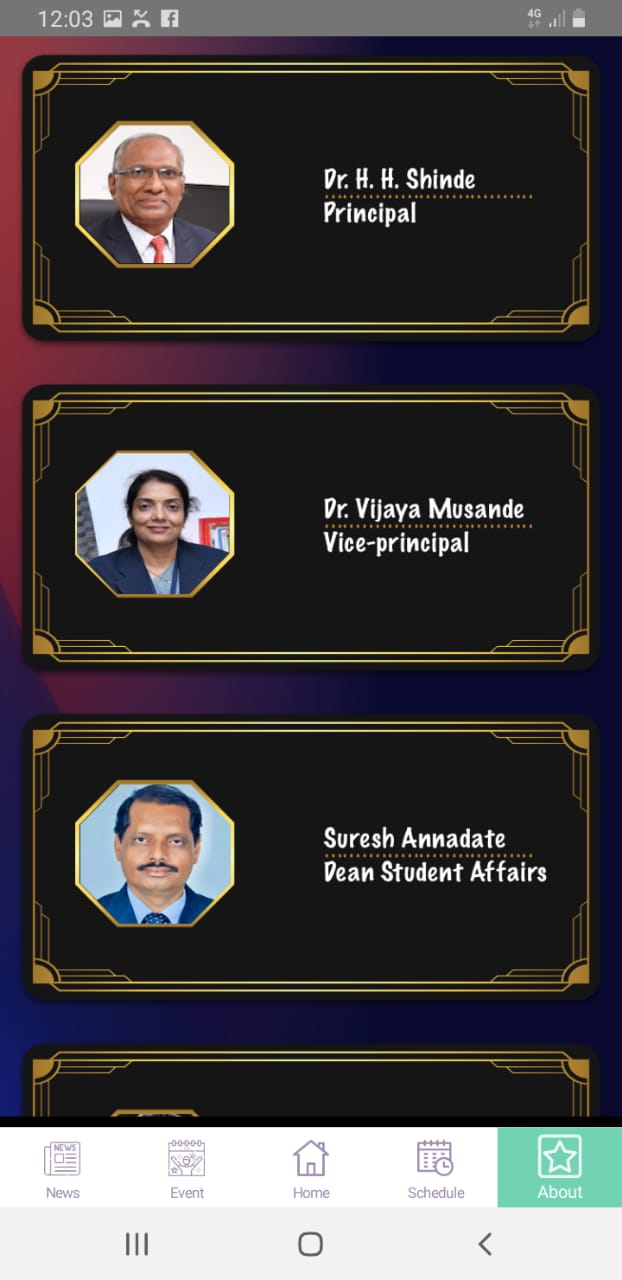 12:03
4G
Dr. H. H. Shinde
Principal
Dr. Vijaya Musande
Vice-principal
Suresh Annadate
Dean Student Affairs
NEWS
News
Event
Home
Schedule
About